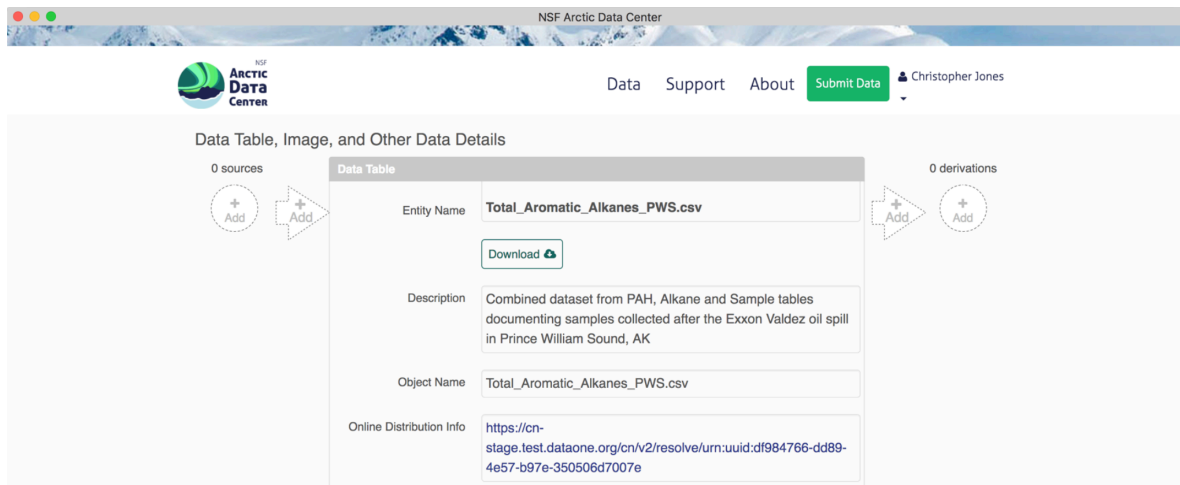 NSF Arctic Data Center
NSF
ARCTIC
DATA
CENTER
Data Support About Submit Data Christopher Jones
Data Table, Image, and Other Data Details
0 sources
Data Table
0 derivations
+ Add
+ Add
Entity Name
Total_Aromatic_Alkanes_PWS.csv
+ Add
+ Add
Download
Description
Combined dataset from PAH, Alkane and Sample tables
documenting samples collected after the Exxon Valdez oil spill
in Prince William Sound, AK
Object Name
Total_Aromatic_Alkanes_PWS.csv
Online Distribution Info
https://cn-
stage.test.dataone.org/cn/v2/resolve/urn:uuid:df984766-dd89-
4e57-b97e-350506d7007e